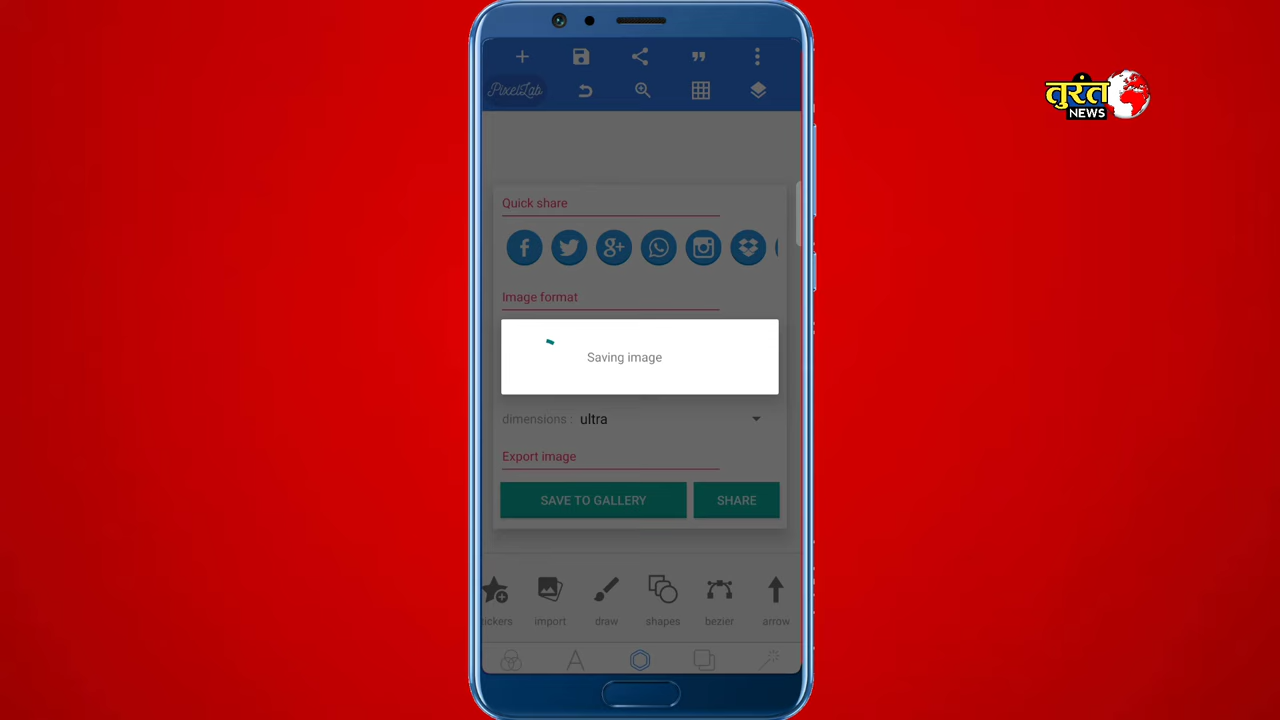 PixelLab
तुरंत
NEWS
Quick share
Image format
Saving image
dimensions : ultra
Export image
SAVE TO GALLERY SHARE
ickers import draw shapes bezier arrow